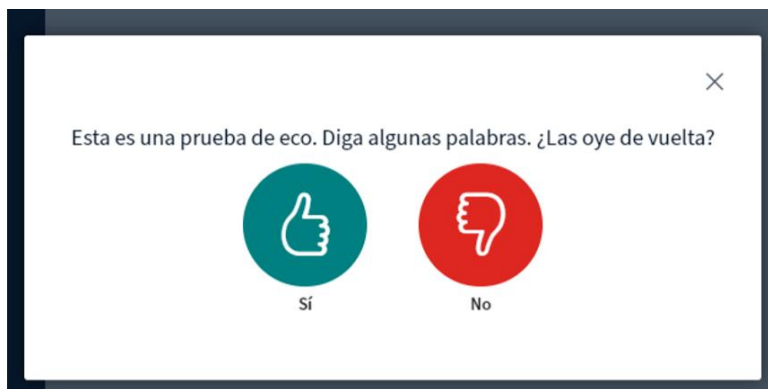 Esta es una prueba de eco. Diga algunas palabras. ¿Las oye de vuelta?
Sí
No